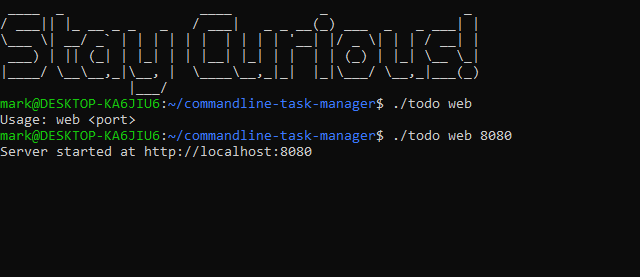 Stay Curious!
mark@DESKTOP-KA6JIU6:~/commandline-task-manager$ ./todo web
Usage: web <port>
mark@DESKTOP-KA6JIU6:~/commandline-task-manager$ ./todo web 8080
Server started at http://localhost:8080